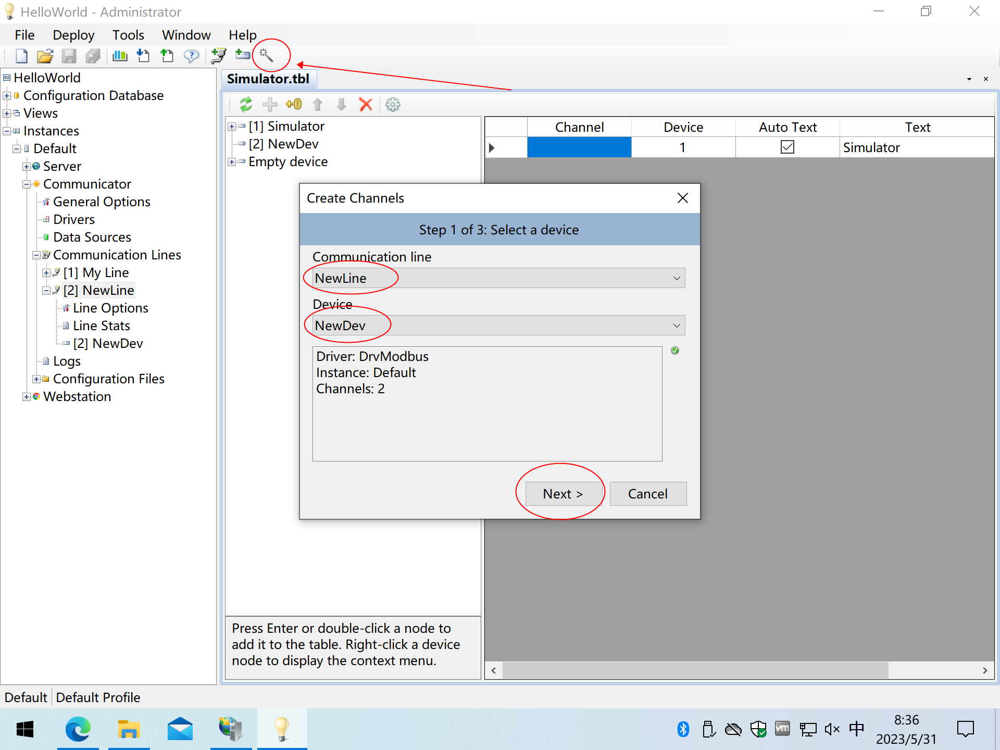 HelloWorld - Administrator
File Deploy Tools Window Help
RS HelloWorld
Configuration Database
Views
Instances
Default
Server
Communicator
General Options
Drivers
Data Sources
Communication Lines
[1] My Line
[2] NewLine
Line Options
Line Stats
[2] NewDev
Logs
Configuration Files
Webstation
Simulator.tbl
[1] Simulator
[2] NewDev
Empty device
Channel Device Auto Text Text
1 Simulator
Create Channels
Step 1 of 3: Select a device
Communication line
NewLine
Device
NewDev
Driver: DrvModbus
Instance: Default
Channels: 2
Next >
Cancel
Press Enter or double-click a node to
add it to the table. Right-click a device
node to display the context menu.
Default Default Profile
vm
中
8:36
2023/5/31